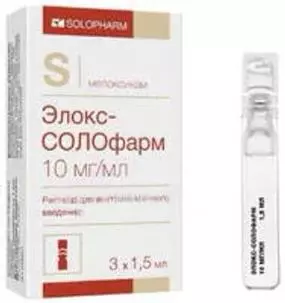 SOLOPHARM
S
мелоксикам
Элокс-
СОЛОфарм
10 мг/мл
Раствор для внутримышечного
введения
3 x 1,5 мл
ЭЛОКС-СОЛОФАРМ
10 МГ/МЛ 1,5 МЛ